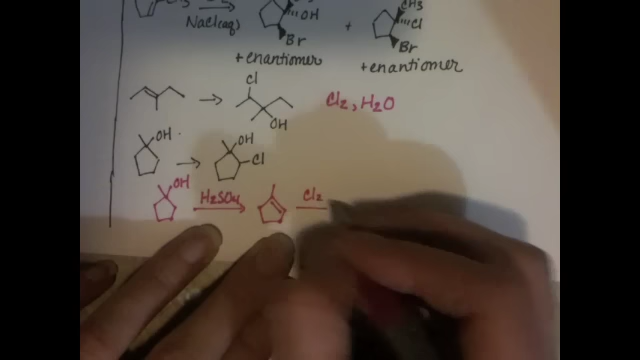 NaCl(aq)
OH
Br
+ enantiomer
+
CH3
Cl
Br
+ enantiomer
Cl
OH
Cl2, H2O
OH
OH
Cl
OH
H2SO4
Cl2